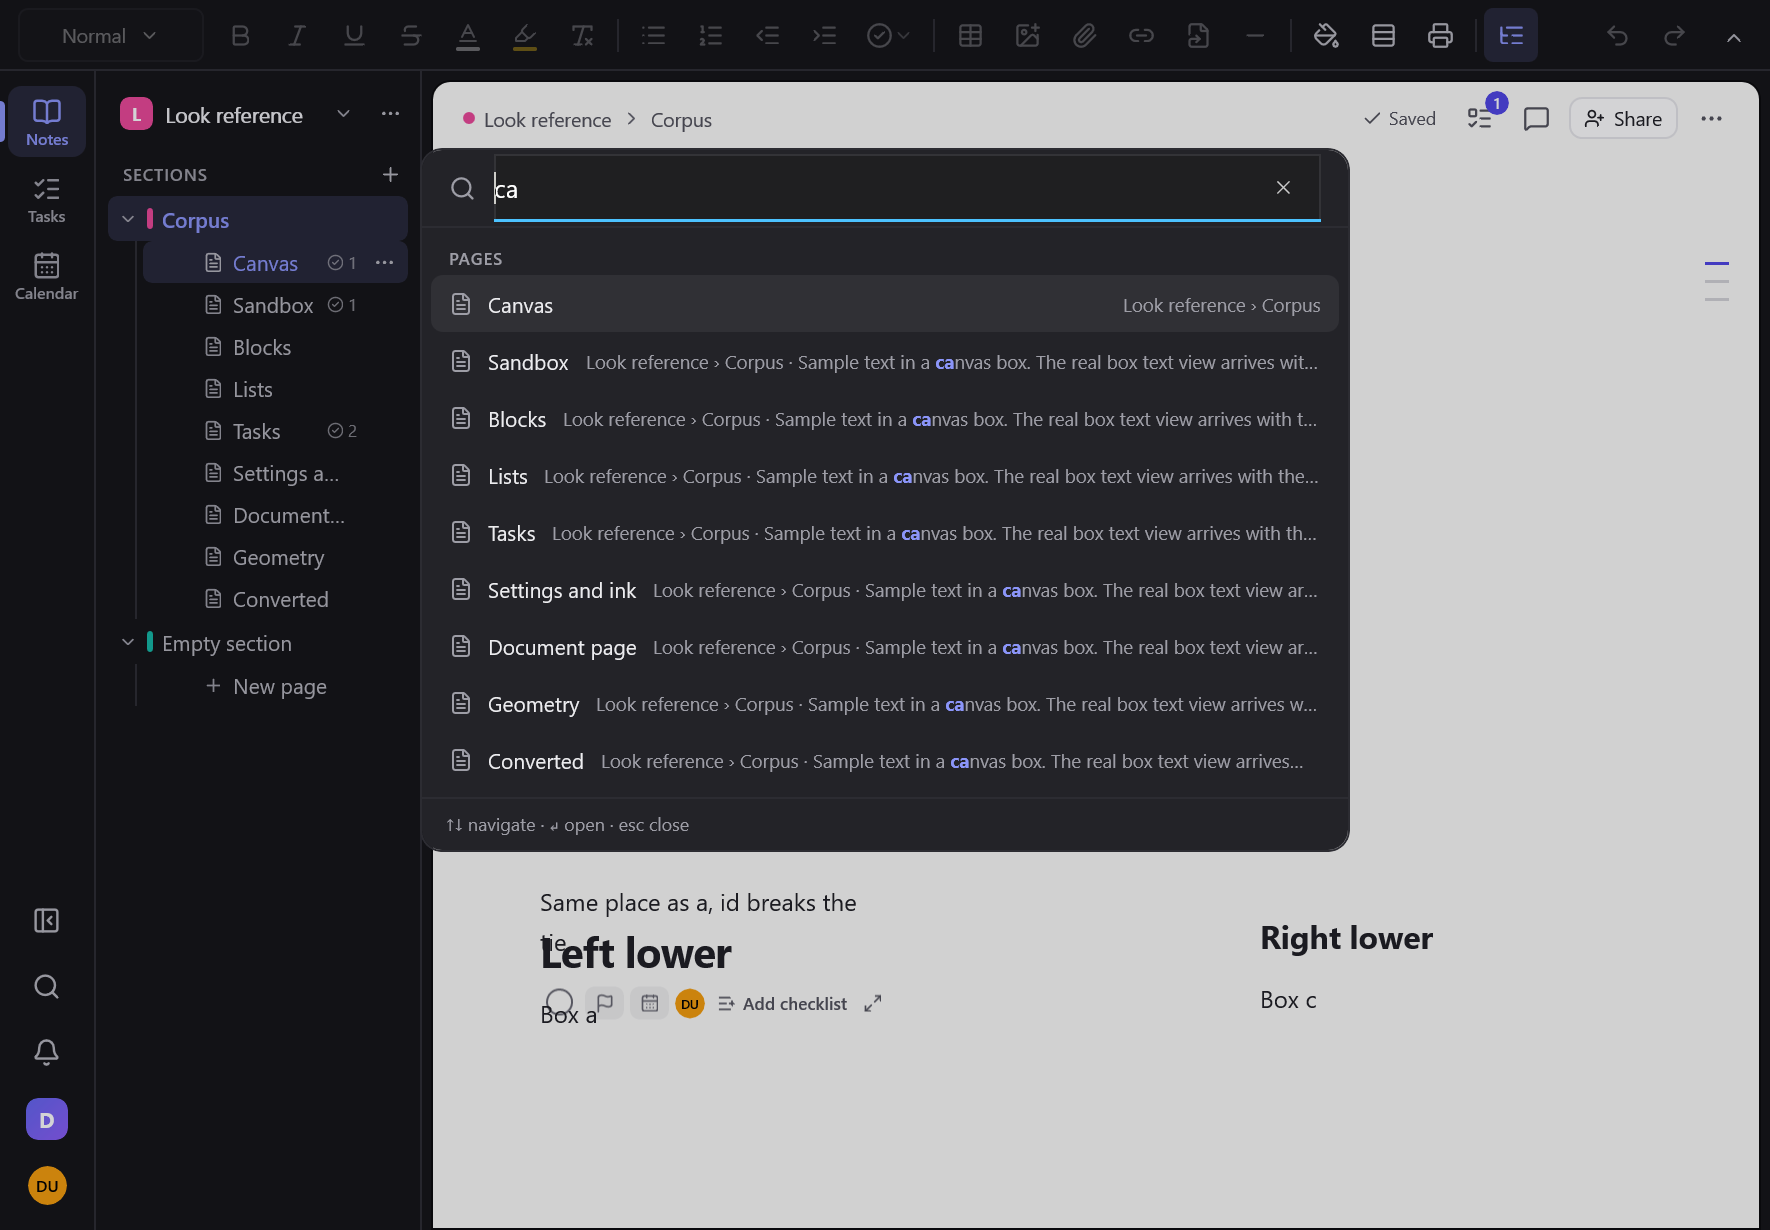 Normal
Notes
Tasks
Calendar
D
DU
L Look reference
SECTIONS
Corpus
Canvas 1
Sandbox 1
Blocks
Lists
Tasks 2
Settings a...
Document...
Geometry
Converted
Empty section
New page
Look reference > Corpus
Saved
1
Share
ca
PAGES
Canvas Look reference › Corpus
Sandbox Look reference › Corpus · Sample text in a canvas box. The real box text view arrives wit...
Blocks Look reference › Corpus · Sample text in a canvas box. The real box text view arrives with t...
Lists Look reference › Corpus · Sample text in a canvas box. The real box text view arrives with the...
Tasks Look reference › Corpus · Sample text in a canvas box. The real box text view arrives with th...
Settings and ink Look reference › Corpus · Sample text in a canvas box. The real box text view ar...
Document page Look reference › Corpus · Sample text in a canvas box. The real box text view ar...
Geometry Look reference › Corpus · Sample text in a canvas box. The real box text view arrives w...
Converted Look reference › Corpus · Sample text in a canvas box. The real box text view arrives...
↑↓ navigate · ↵ open · esc close
Same place as a, id breaks the
tie
Left lower
DU Add checklist
Box a
Right lower
Box c